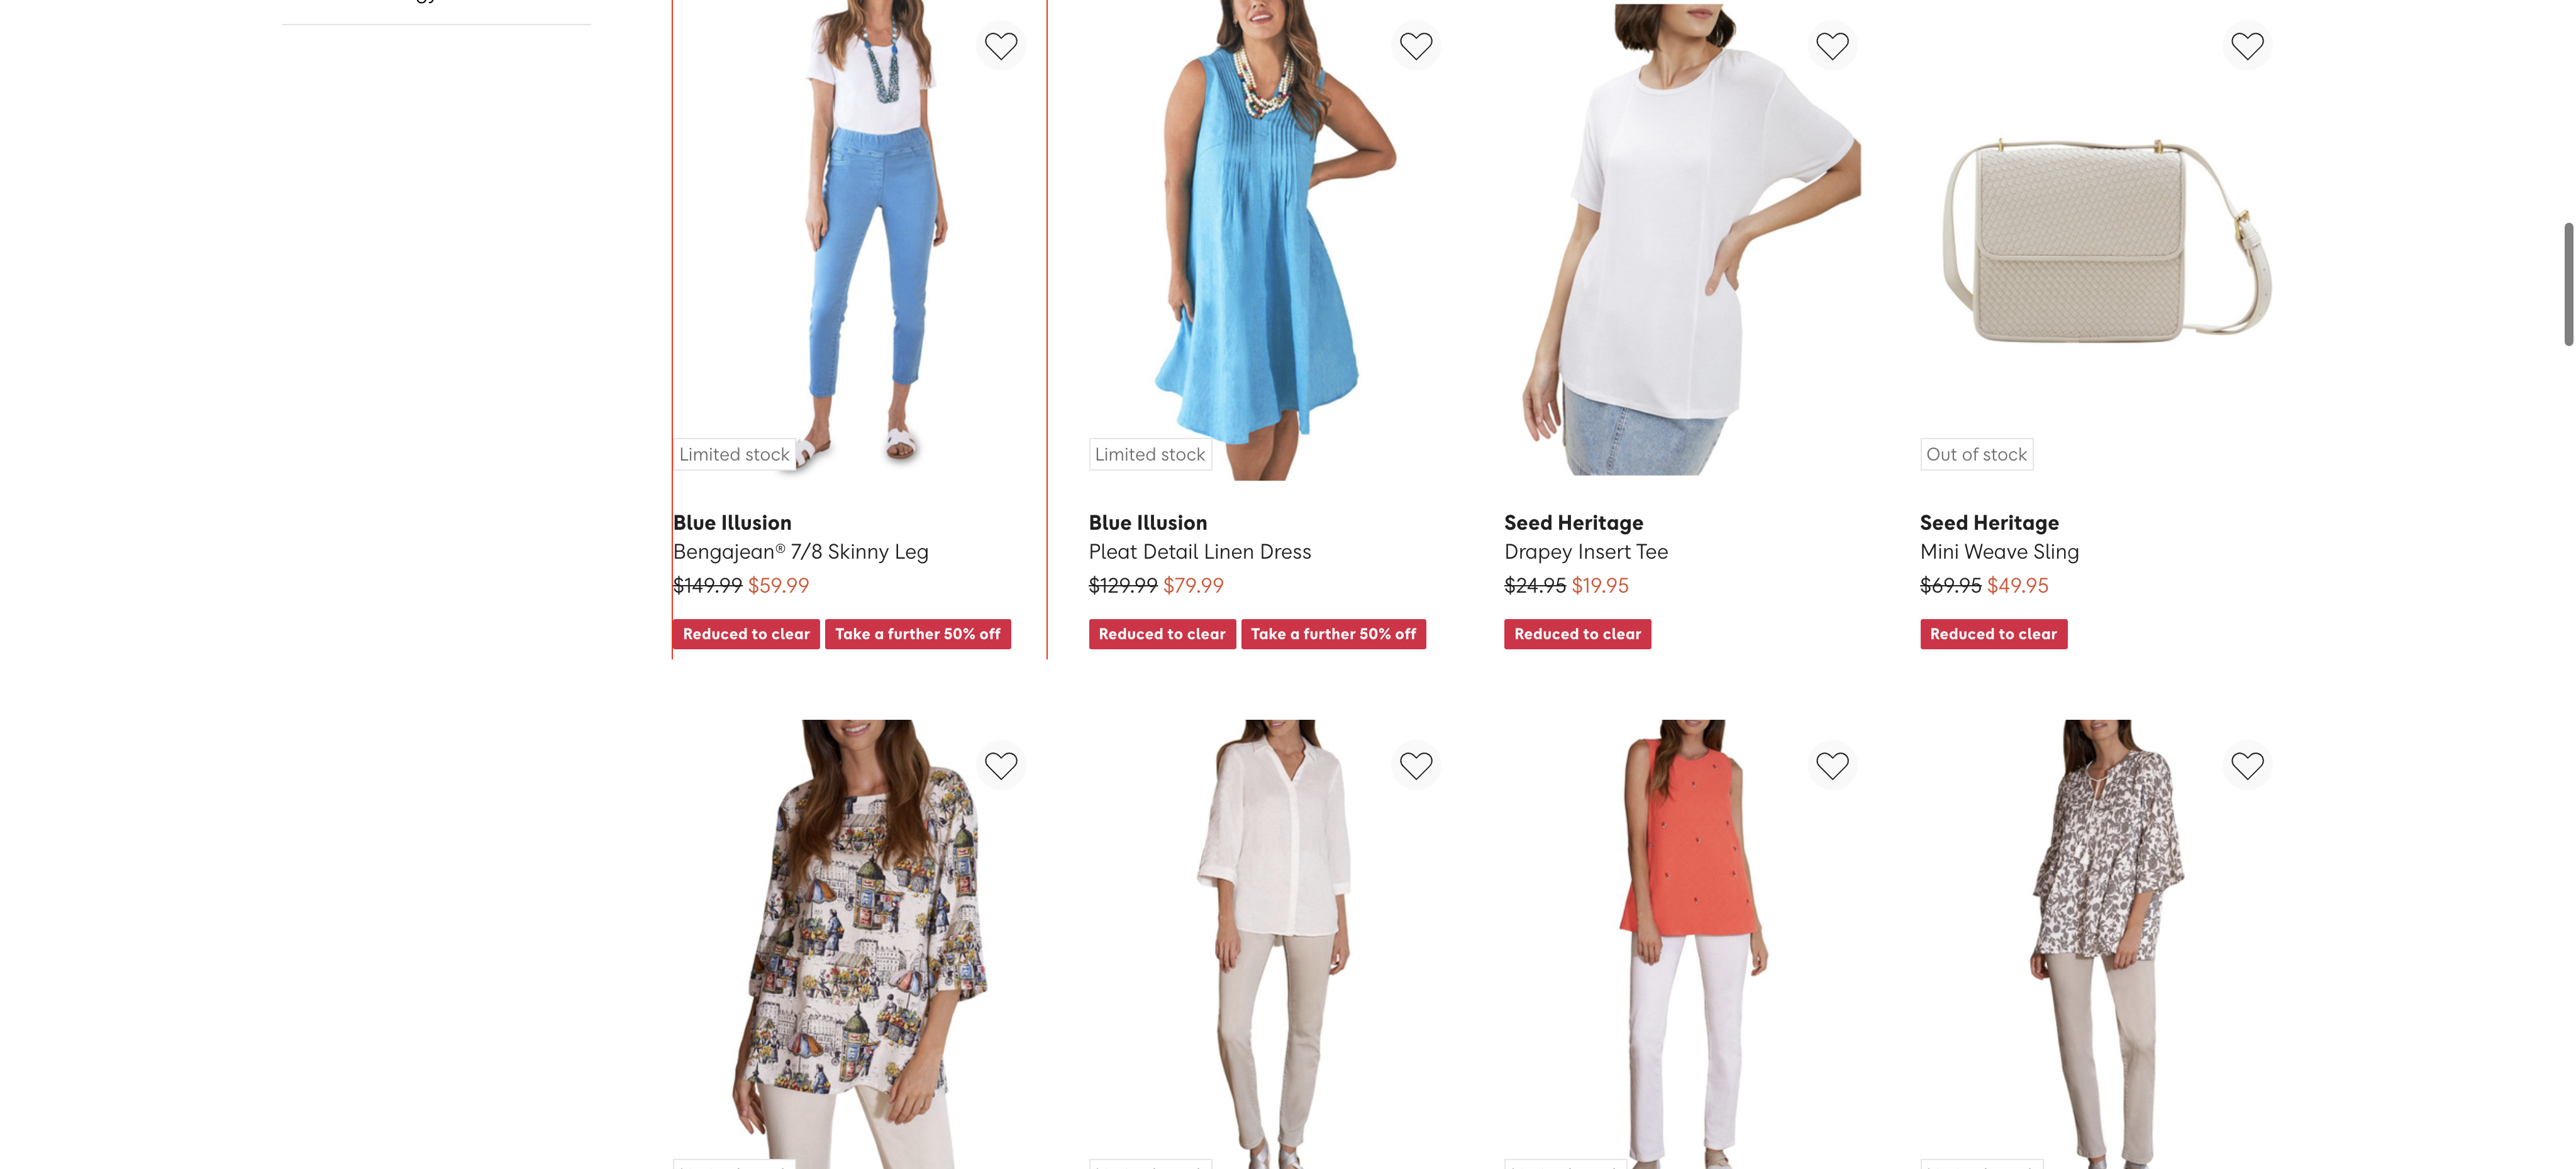 Limited stock
Limited stock
Out of stock
Blue Illusion
Bengajean® 7/8 Skinny Leg
$149.99 $59.99
Reduced to clear Take a further 50% off
Blue Illusion
Pleat Detail Linen Dress
$129.99 $79.99
Reduced to clear Take a further 50% off
Seed Heritage
Drapey Insert Tee
$24.95 $19.95
Reduced to clear
Seed Heritage
Mini Weave Sling
$69.95 $49.95
Reduced to clear